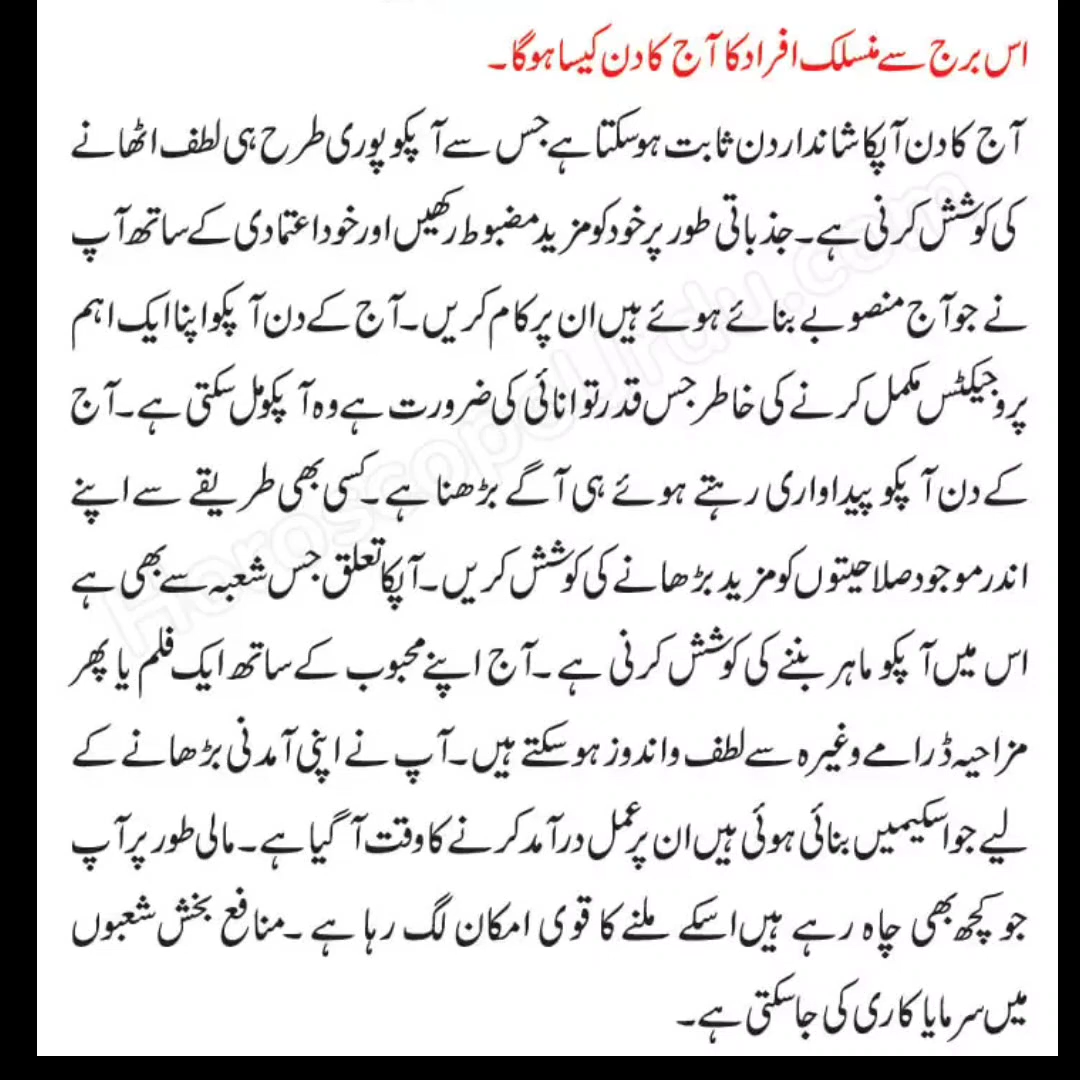 اس برج سے منسلک افراد کا آج کا دن کیسا ہوگا۔
آج کا دن آپکا شاندار دن ثابت ہوسکتا ہے جس سے آپکو پوری طرح ہی لطف اٹھانے
کی کوشش کرنی ہے۔ جذباتی طور پر خود کو مزید مضبوط رکھیں اور خود اعتمادی کے ساتھ آپ
نے جو آج منصوبے بنائے ہوئے ہیں ان پر کام کریں۔ آج کے دن آپکو اپنا ایک اہم
پروجیکٹس مکمل کرنے کی خاطر جس قدر توانائی کی ضرورت ہے وہ آپکو مل سکتی ہے۔ آج
کے دن آپکو پیداواری رہتے ہوئے ہی آگے بڑھنا ہے۔ کسی بھی طریقے سے اپنے
اندر موجود صلاحیتوں کو مزید بڑھانے کی کوشش کریں۔ آپکا تعلق جس شعبہ سے بھی ہے
اس میں آپکو ماہر بننے کی کوشش کرنی ہے۔ آج اپنے محبوب کے ساتھ ایک فلم یا پھر
مزاحیہ ڈرامے وغیرہ سے لطف واندوز ہوسکتے ہیں۔ آپ نے اپنی آمدنی بڑھانے کے
لیے جو اسکیمیں بنائی ہوئی ہیں ان پر عمل درآمد کرنے کا وقت آگیا ہے۔ مالی طور پر آپ
جو کچھ بھی چاہ رہے ہیں اسکے ملنے کا قوی امکان لگ رہا ہے۔ منافع بخش شعبوں
میں سرمایا کاری کی جاسکتی ہے۔
HoroscopeUrdu.com